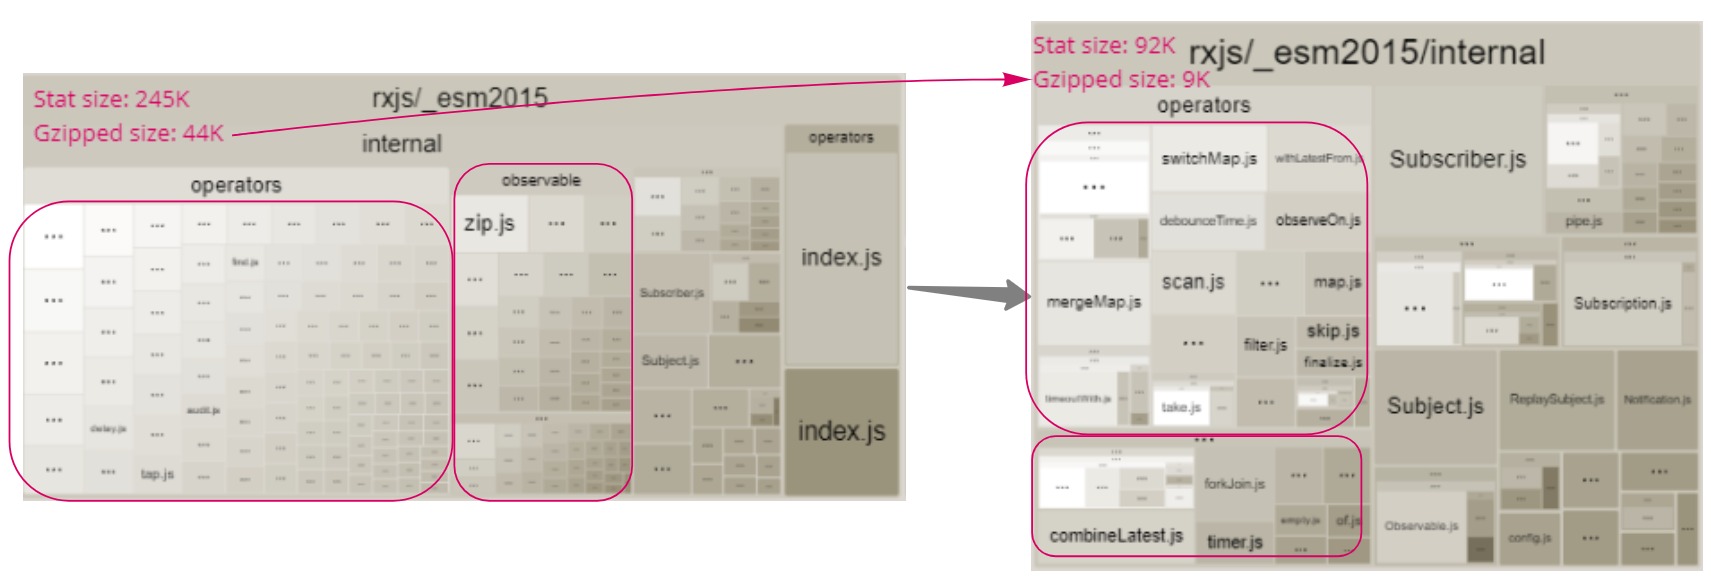 Stat size: 245K
Gzipped size: 44K
rxjs/_esm2015
internal
operators
find.js
delay.js
audit.js
tap.js
observable
zip.js
Subscriber.js
Subject.js
operators
index.js
index.js
Stat size: 92K
Gzipped size: 9K
rxjs/_esm2015/internal
operators
switchMap.js
withLatestFrom.js
debounceTime.js
observeOn.js
mergeMap.js
scan.js
map.js
filter.js
skip.js
finalize.js
timeoutWith.js
take.js
forkJoin.js
combineLatest.js
timer.js
empty.js
of.js
Subscriber.js
pipe.js
Subscription.js
Subject.js
ReplaySubject.js
Notification.js
Observable.js
config.js